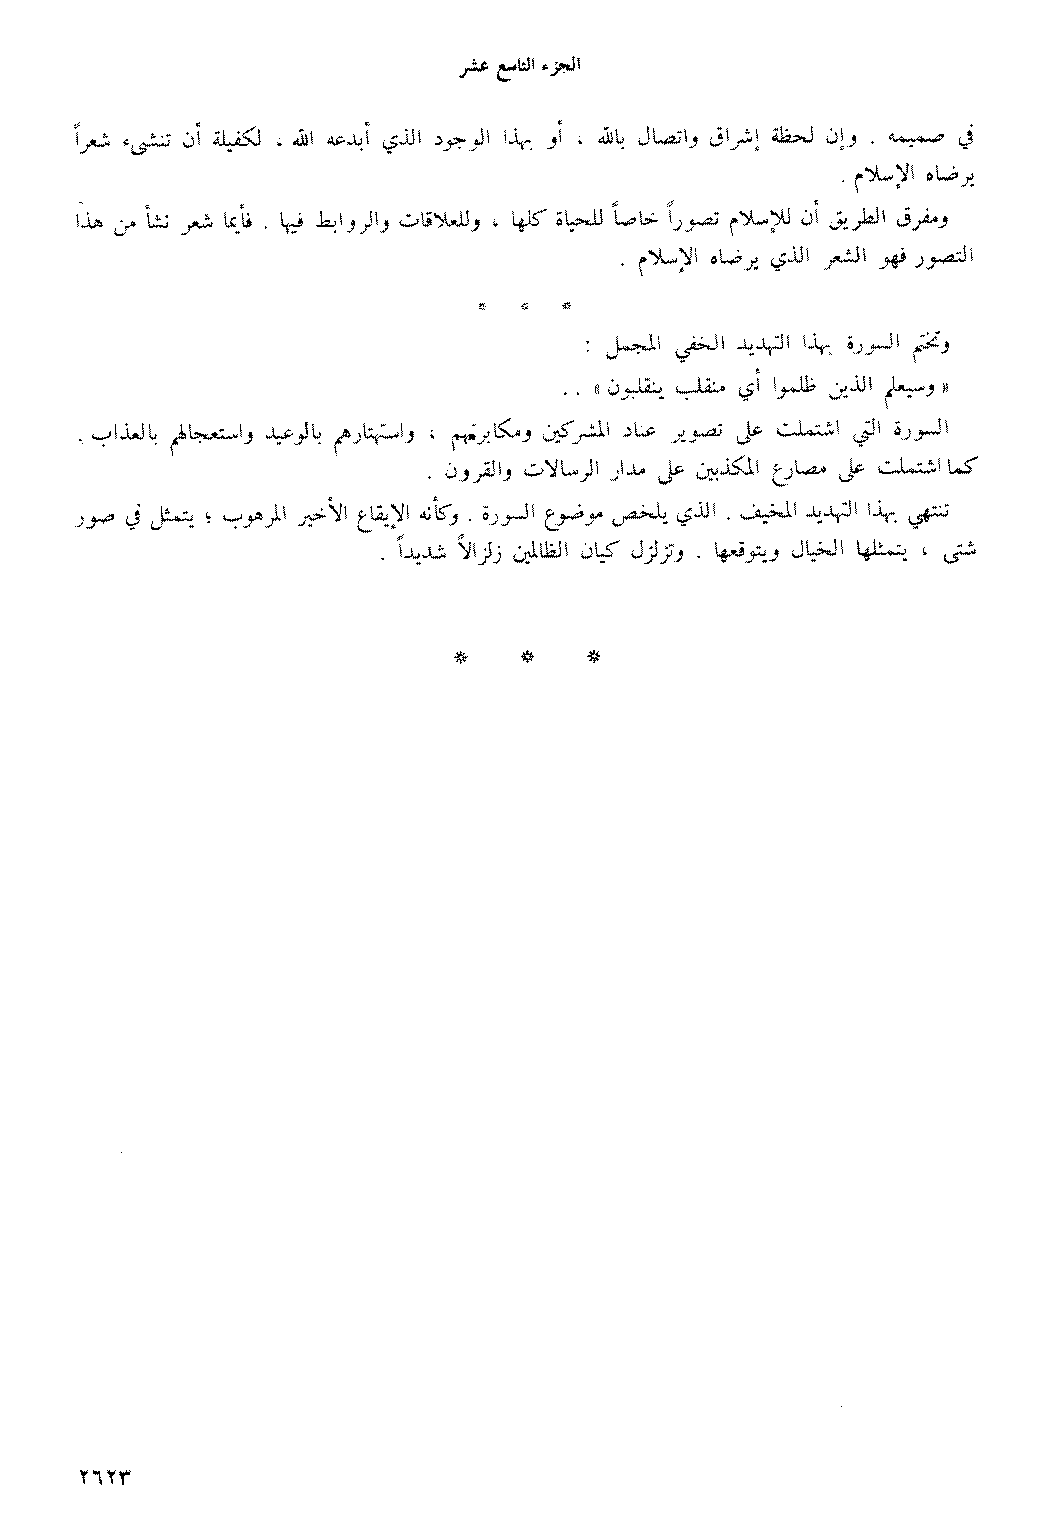 الجزء التاسع عشر
في صميمه . وإن لحظة إشراق واتصال بالله ، أو بهذا الوجود الذي أبدعه الله ، لكفيلة أن تنشىء شعراً
يرضاه الإسلام .
ومفرق الطريق أن للإسلام تصوراً خاصاً للحياة كلها ، وللعلاقات والروابط فيها . فأيما شعر نشأ من هذا
التصور فهو الشعر الذي يرضاه الإسلام .
* * *
وتختم السورة بهذا التهديد الخفي المجمل :
« وسيعلم الذين ظلموا أي منقلب ينقلبون » . .
السورة التي اشتملت على تصوير عناد المشركين ومكابرتهم ، واستهتارهم بالوعيد واستعجالهم بالعذاب .
كما اشتملت على مصارع المكذبين على مدار الرسالات والقرون .
تنتهي بهذا التهديد المخيف . الذي يلخص موضوع السورة . وكأنه الإيقاع الأخير المرهوب ؛ يتمثل في صور
شتى ، يتمثلها الخيال ويتوقعها . وتزلزل كيان الظالمين زلزالاً شديداً .
* * *
٢٦٢٣